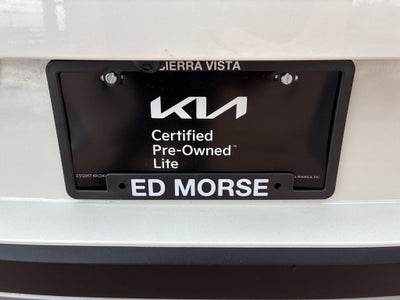 SIERRA VISTA
KIA
Certified
Pre-Owned™
Lite
ED MORSE